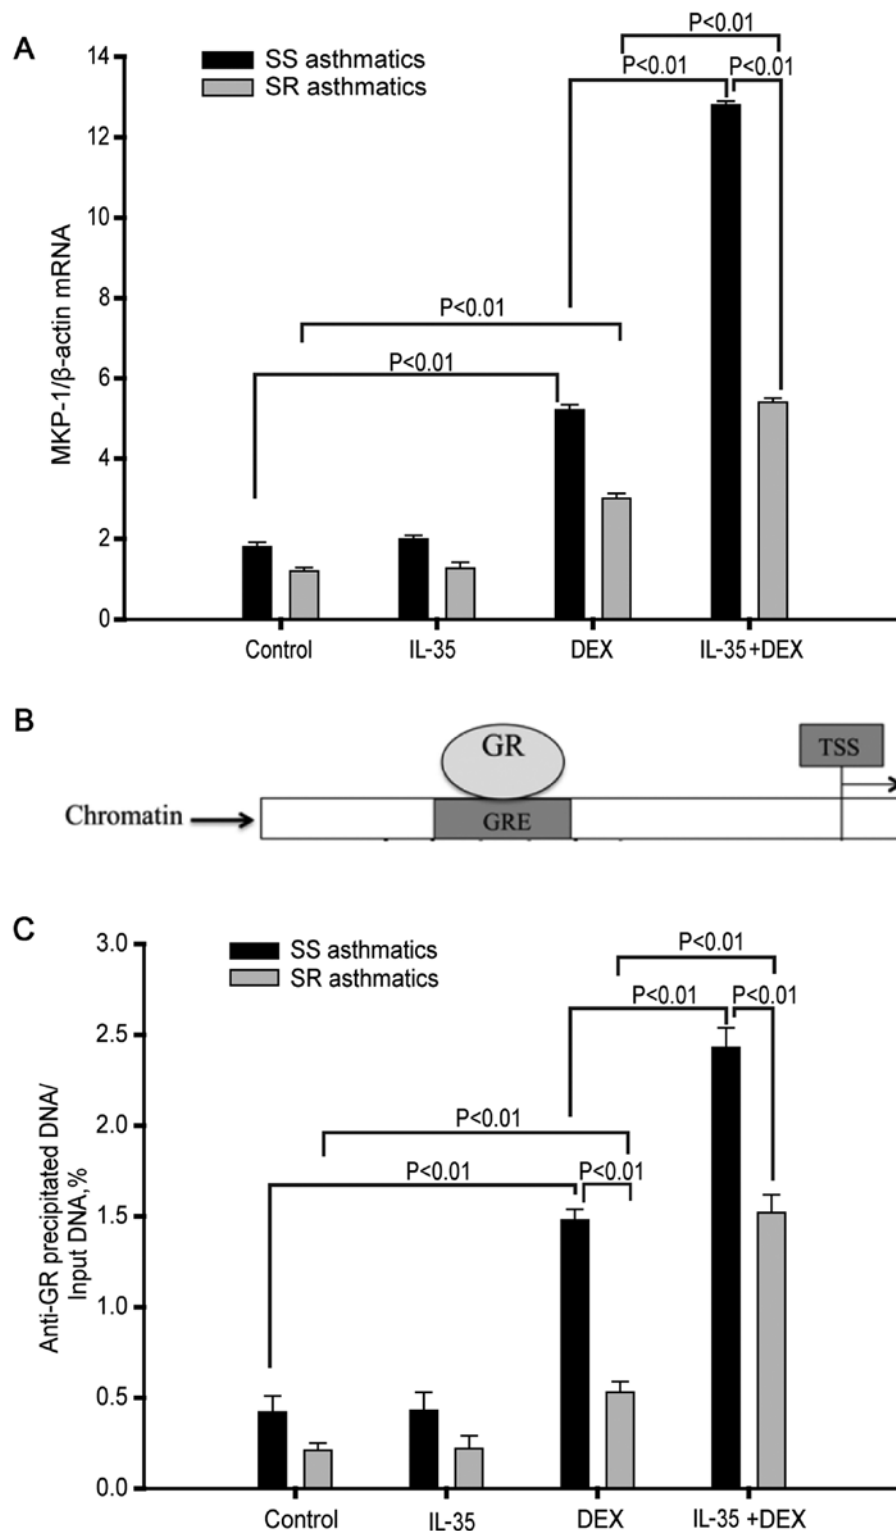 A
SS asthmatics
SR asthmatics
P<0.01
P<0.01
P<0.01
P<0.01
P<0.01
14
12
10
8
6
4
2
0
MKP-1/β-actin mRNA
Control
IL-35
DEX
IL-35+DEX
B
GR
TSS
Chromatin
GRE
C
SS asthmatics
SR asthmatics
P<0.01
P<0.01
P<0.01
P<0.01
P<0.01
P<0.01
3.0
2.5
2.0
1.5
1.0
0.5
0.0
Anti-GR precipitated DNA/
Input DNA,%
Control
IL-35
DEX
IL-35 +DEX